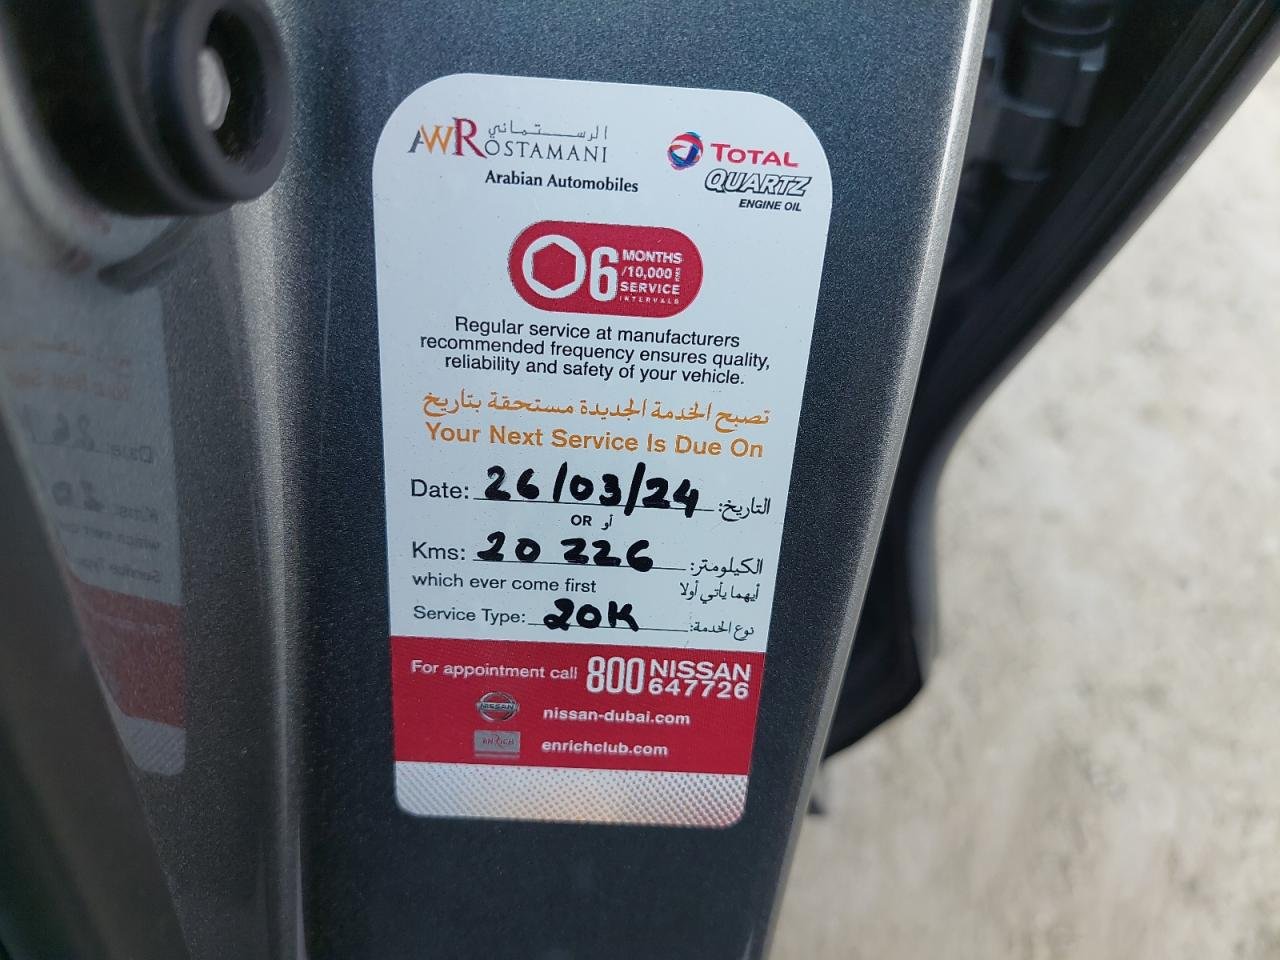 AWROSTAMANI الرستماني
Arabian Automobiles
TOTAL
QUARTZ
ENGINE OIL
6 MONTHS
/10,000 KMS
SERVICE
INTERVALS
Regular service at manufacturers
recommended frequency ensures quality,
reliability and safety of your vehicle.
تصبح الخدمة الجديدة مستحقة بتاريخ
Your Next Service Is Due On
Date: 26/03/24 التاريخ:
OR أو
Kms: 20 226 الكيلومتر:
which ever come first أيهما يأتي أولا
Service Type: 20K نوع الخدمة:
For appointment call 800 NISSAN
647726
NISSAN nissan-dubai.com
ENRICH enrichclub.com